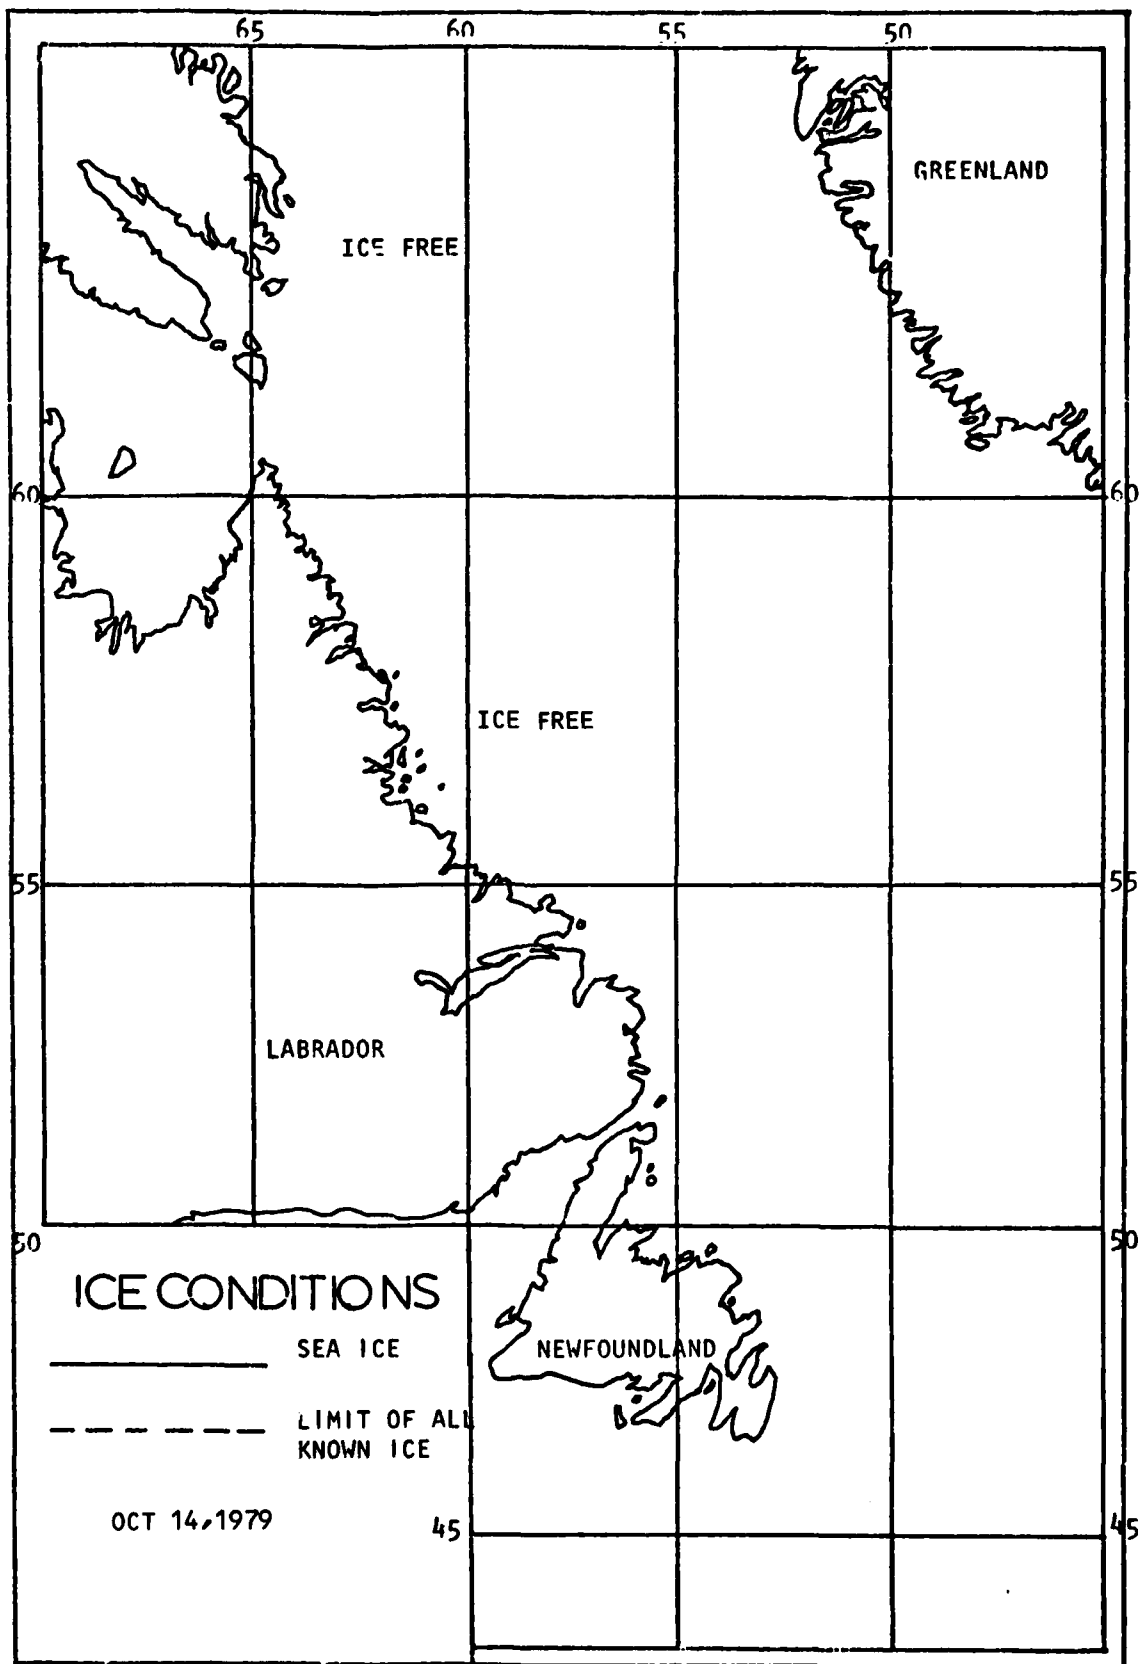 65 60 55 50
GREENLAND
ICE FREE
60 60
ICE FREE
55 55
LABRADOR
50 50
ICE CONDITIONS
SEA ICE
NEWFOUNDLAND
LIMIT OF ALL
KNOWN ICE
OCT 14,1979
45 45